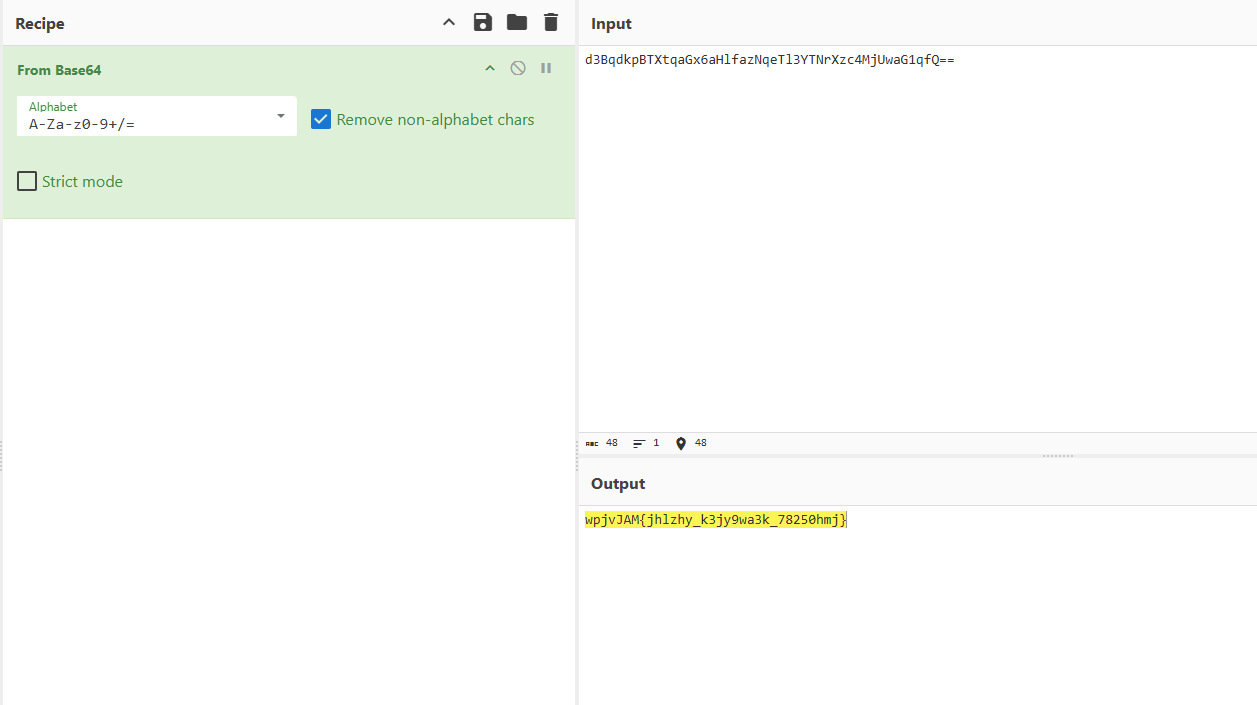 Recipe
From Base64
Alphabet
A-Za-z0-9+/=
Remove non-alphabet chars
Strict mode
Input
d3BqdkpBTXtqaGx6aHlfazNqeTl3YTNrXzc4MjUwaG1qfQ==
ABC 48 1 48
Output
wpjvJAM{jhlzhy_k3jy9wa3k_78250hmj}